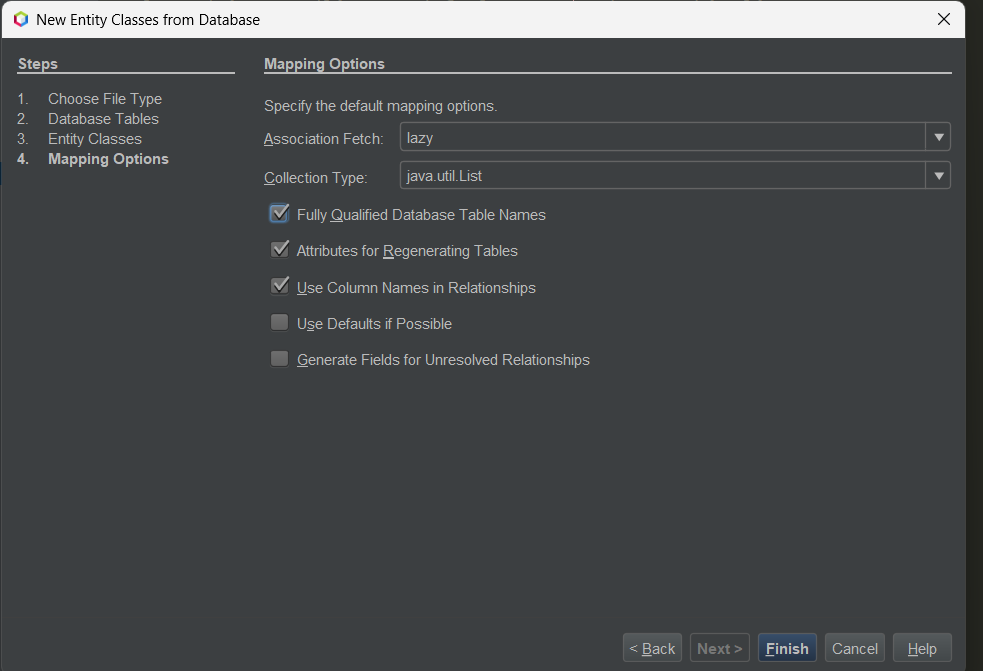 New Entity Classes from Database
Steps
1. Choose File Type
2. Database Tables
3. Entity Classes
4. Mapping Options
Mapping Options
Specify the default mapping options.
Association Fetch: lazy
Collection Type: java.util.List
Fully Qualified Database Table Names
Attributes for Regenerating Tables
Use Column Names in Relationships
Use Defaults if Possible
Generate Fields for Unresolved Relationships
< Back Next > Finish Cancel Help